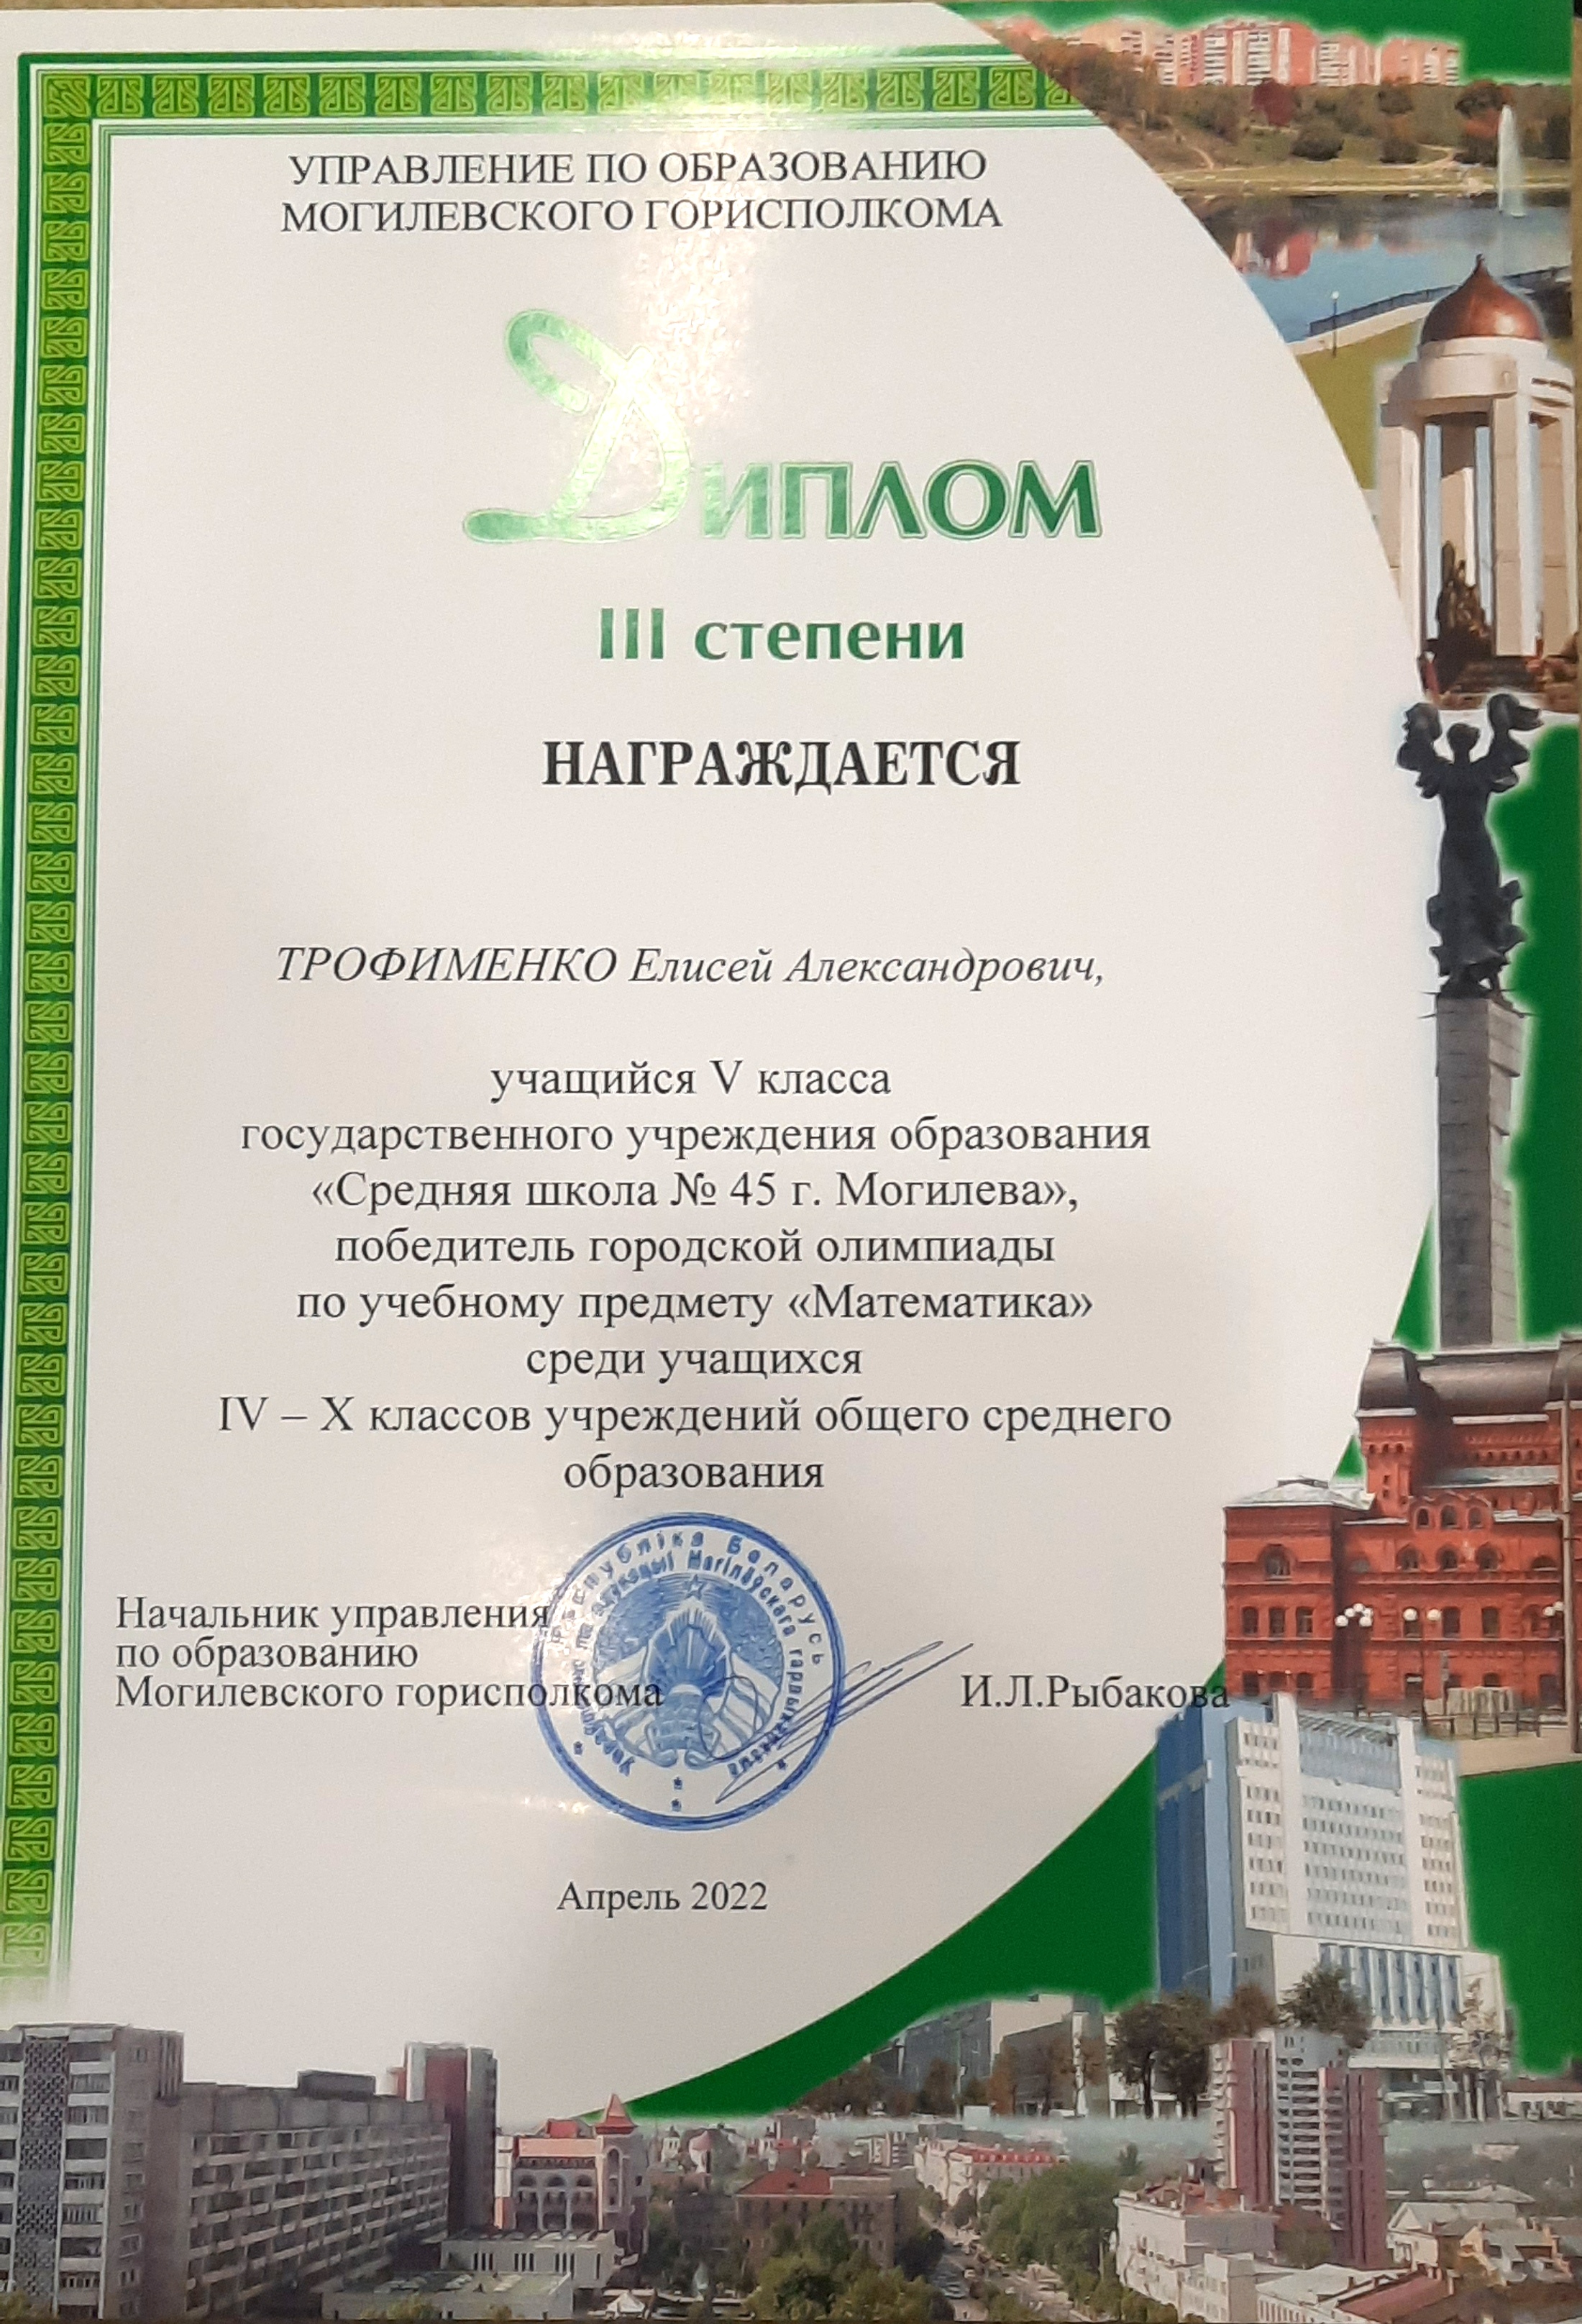 УПРАВЛЕНИЕ ПО ОБРАЗОВАНИЮ
МОГИЛЕВСКОГО ГОРИСПОЛКОМА
Диплом
III степени
НАГРАЖДАЕТСЯ
ТРОФИМЕНКО Елисей Александрович,
учащийся V класса
государственного учреждения образования
«Средняя школа № 45 г. Могилева»,
победитель городской олимпиады
по учебному предмету «Математика»
среди учащихся
IV – X классов учреждений общего среднего
образования
Рэспубліка Беларусь
адукацыі Магілёўскага гарвыканкама
Начальник управления
по образованию
Могилевского горисполкома
И.Л.Рыбакова
Апрель 2022